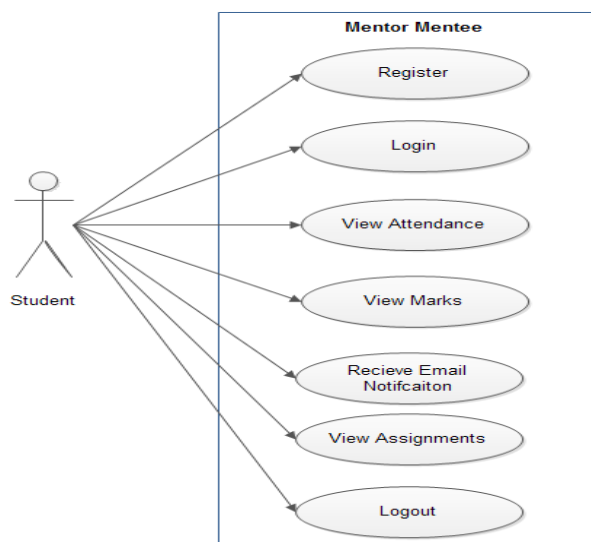 Mentor Mentee
Register
Login
View Attendance
Student
View Marks
Recieve Email
Notifcaiton
View Assignments
Logout